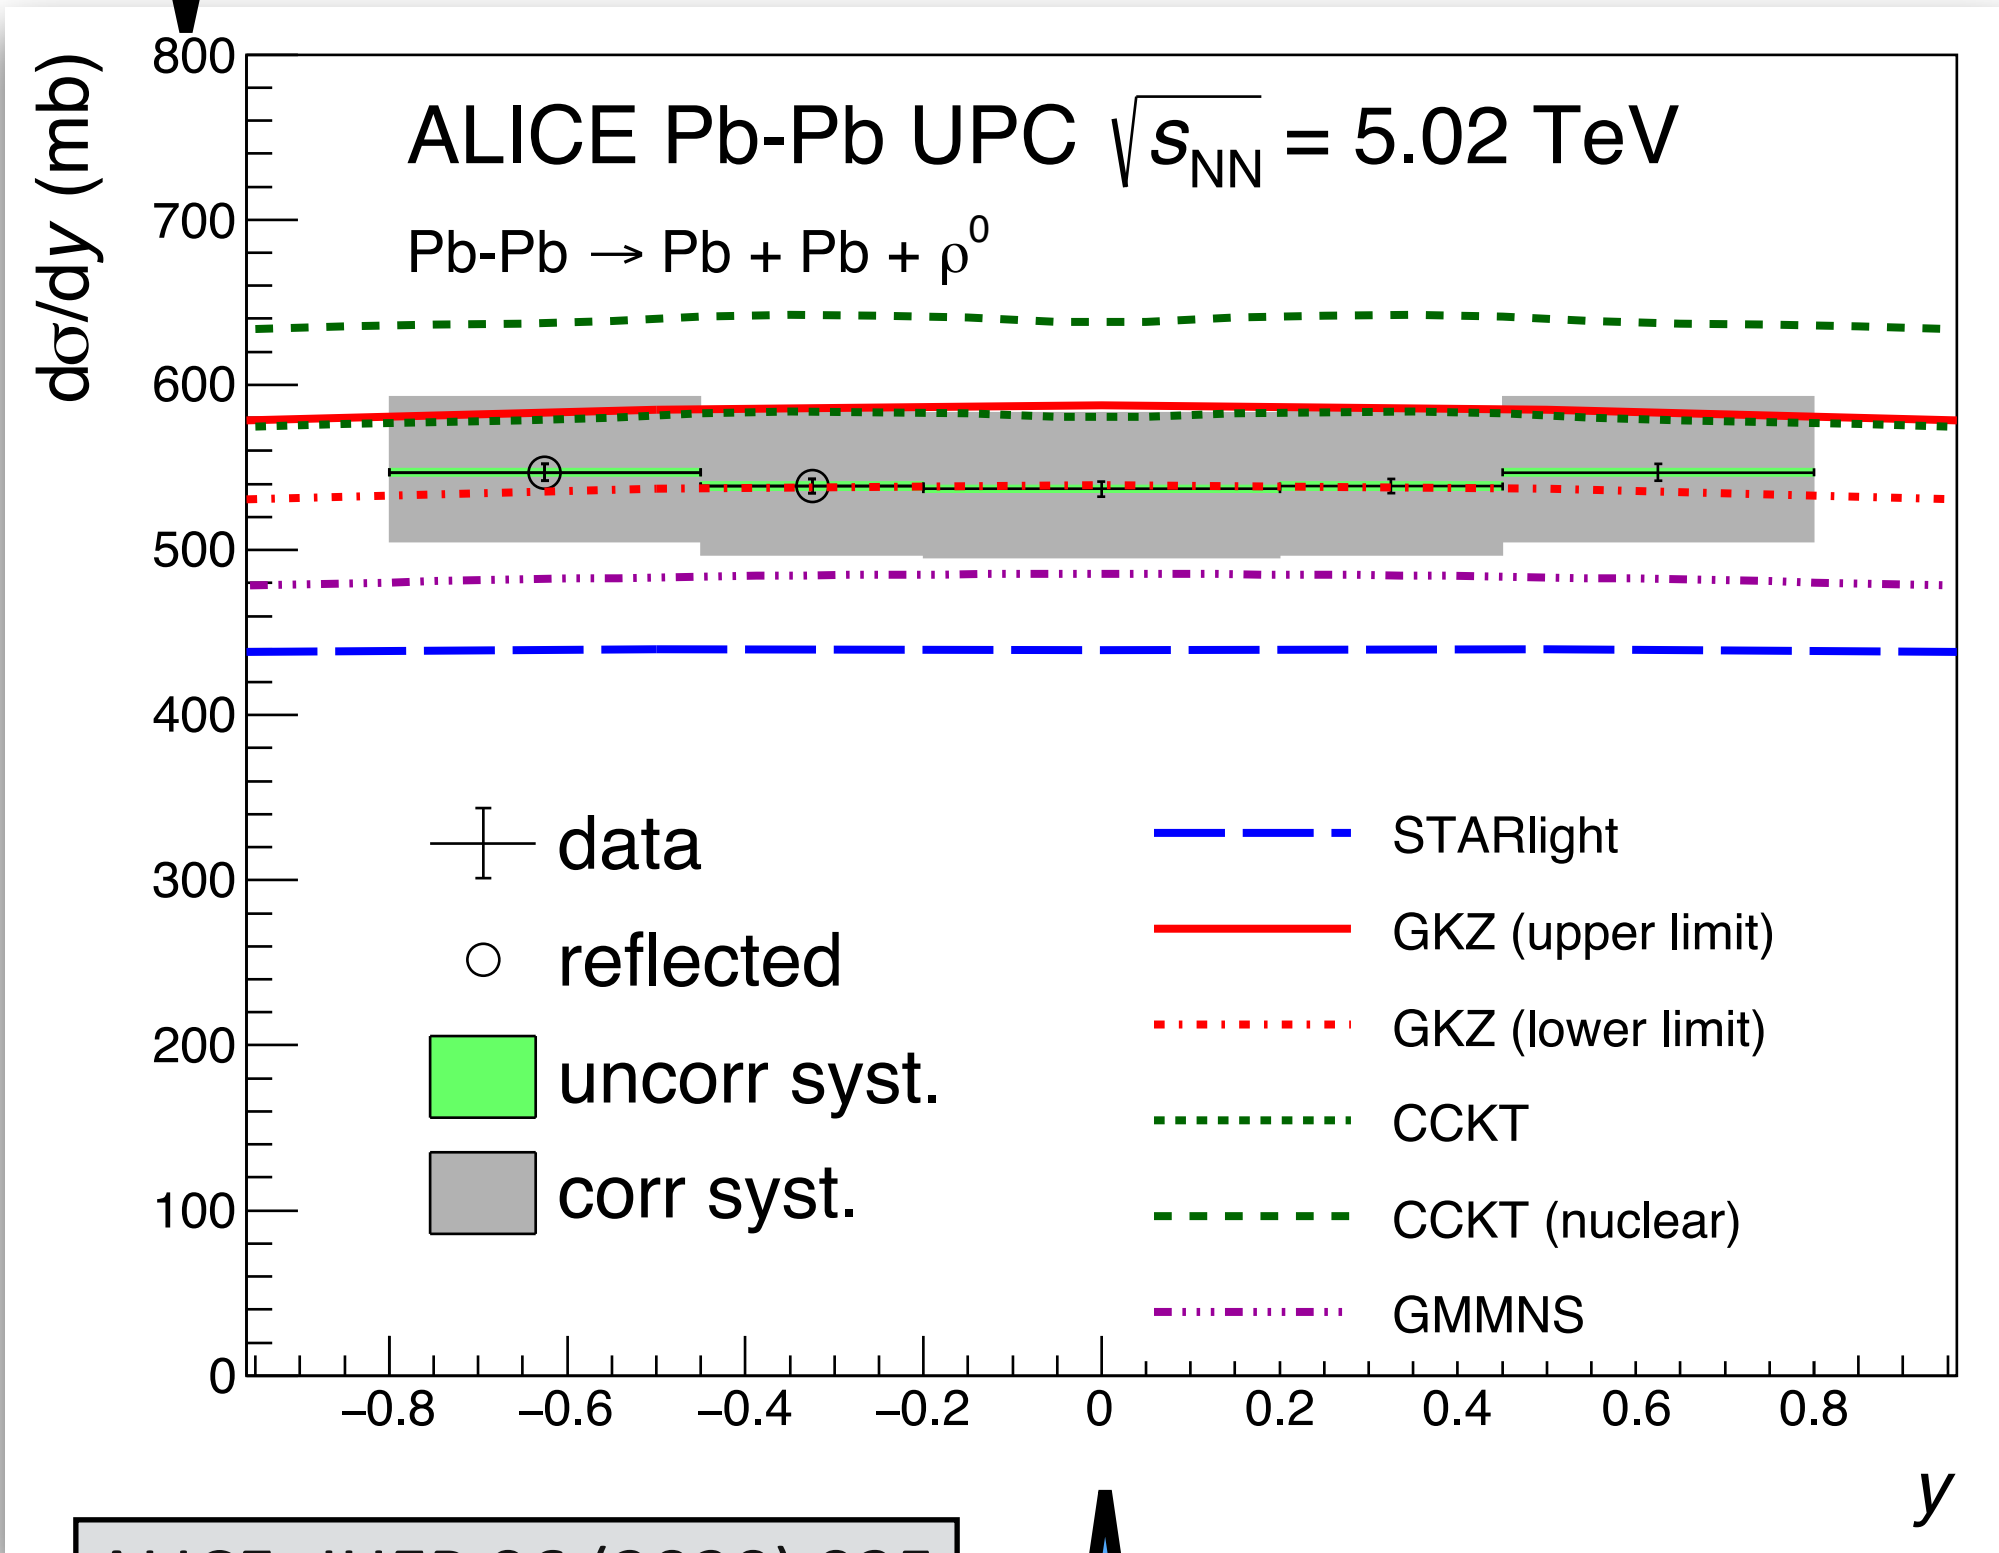 dσ/dy (mb)
800
700
600
500
400
300
200
100
0
ALICE Pb-Pb UPC √sNN = 5.02 TeV
Pb-Pb → Pb + Pb + ρ0
data
reflected
uncorr syst.
corr syst.
STARlight
GKZ (upper limit)
GKZ (lower limit)
CCKT
CCKT (nuclear)
GMMNS
−0.8 −0.6 −0.4 −0.2 0 0.2 0.4 0.6 0.8
y